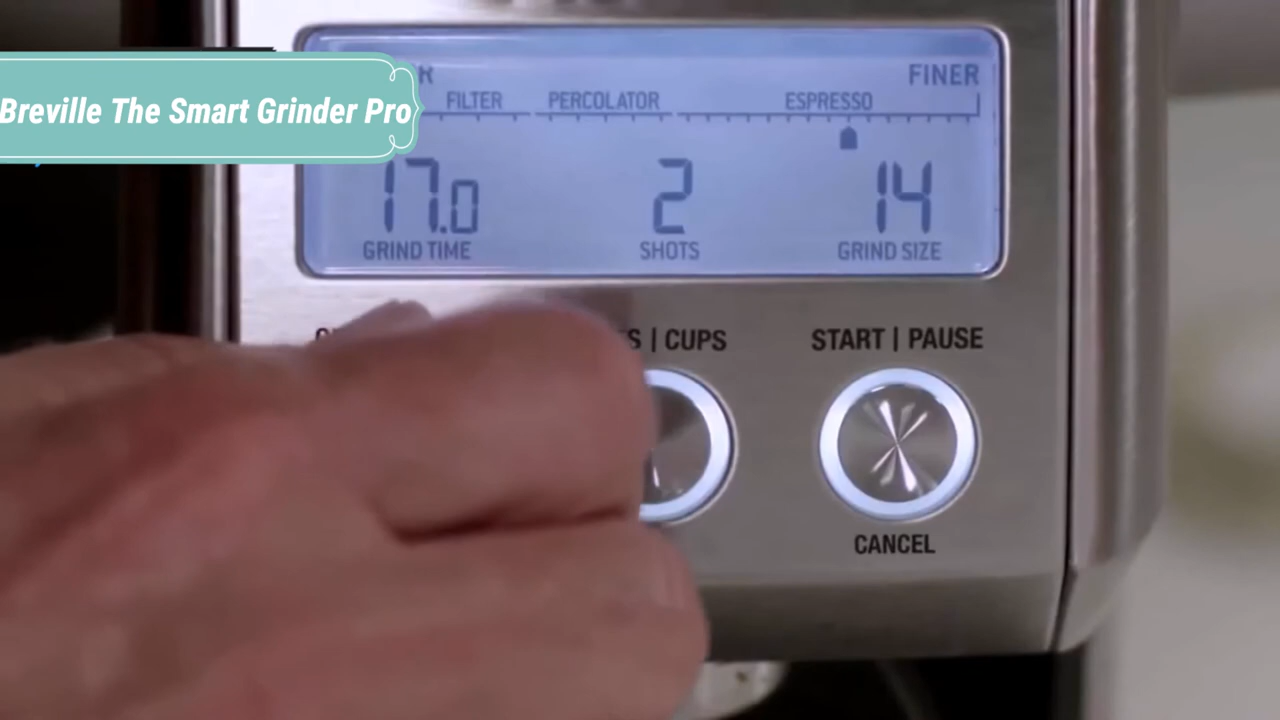 Breville The Smart Grinder Pro
FINER
FILTER PERCOLATOR ESPRESSO
17.0 2 14
GRIND TIME SHOTS GRIND SIZE
| CUPS START | PAUSE
CANCEL